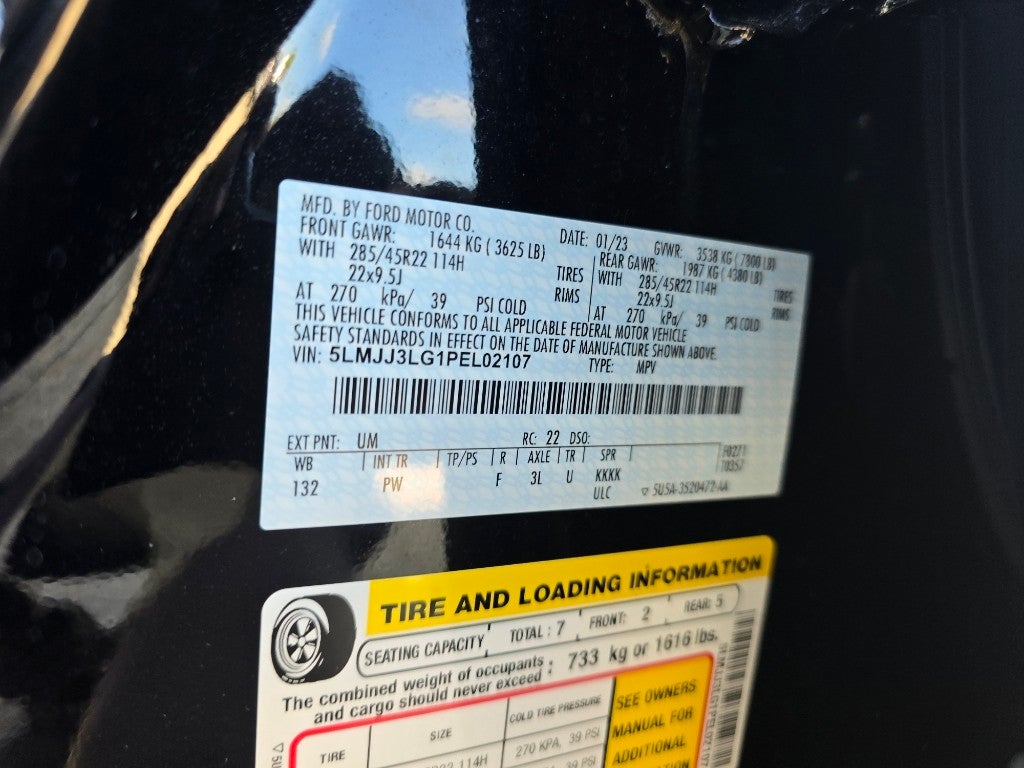 MFD. BY FORD MOTOR CO.
DATE: 01/23 GVWR: 3538 KG ( 7800 LB)
FRONT GAWR: 1644 KG ( 3625 LB)
REAR GAWR: 1987 KG ( 4380 LB)
WITH 285/45R22 114H TIRES
WITH 285/45R22 114H TIRES
22x9.5J RIMS
22x9.5J RIMS
AT 270 kPa/ 39 PSI COLD
AT 270 kPa/ 39 PSI COLD
THIS VEHICLE CONFORMS TO ALL APPLICABLE FEDERAL MOTOR VEHICLE
SAFETY STANDARDS IN EFFECT ON THE DATE OF MANUFACTURE SHOWN ABOVE.
VIN: 5LMJJ3LG1PEL02107 TYPE: MPV
EXT PNT: UM RC: 22 DSO:
WB INT TR TP/PS R AXLE TR SPR
132 PW F 3L U KKKK
ULC
5U5A-3520472-AA
TIRE AND LOADING INFORMATION
SEATING CAPACITY TOTAL : 7 FRONT: 2 REAR: 5
The combined weight of occupants and cargo should never exceed : 733 kg or 1616 lbs.
TIRE SIZE COLD TIRE PRESSURE
114H 270 KPA, 39 PSI
39 PSI
SEE OWNERS
MANUAL FOR
ADDITIONAL